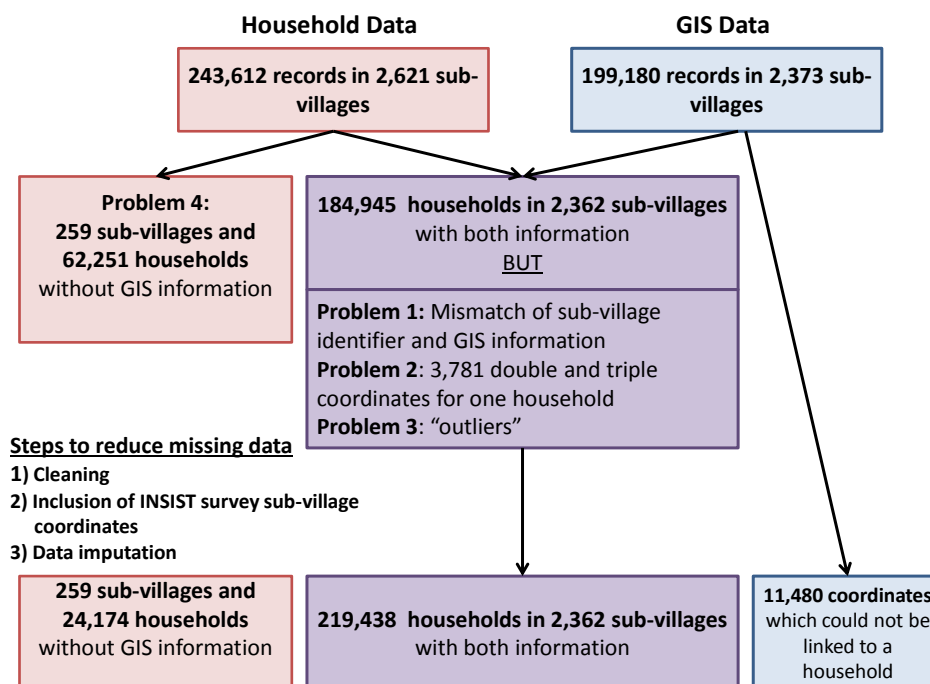 Household Data
GIS Data
243,612 records in 2,621 sub-
villages
199,180 records in 2,373 sub-
villages
Problem 4:
259 sub-villages and
62,251 households
without GIS information
184,945 households in 2,362 sub-villages
with both information
BUT
Problem 1: Mismatch of sub-village
identifier and GIS information
Problem 2: 3,781 double and triple
coordinates for one household
Problem 3: “outliers”
Steps to reduce missing data
1) Cleaning
2) Inclusion of INSIST survey sub-village
coordinates
3) Data imputation
259 sub-villages and
24,174 households
without GIS information
219,438 households in 2,362 sub-villages
with both information
11,480 coordinates
which could not be
linked to a
household